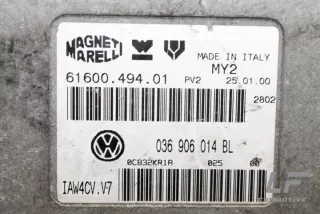 MAGNETI
MARELLI
MADE IN ITALY
MY2
61600.494.01 PV2 25.01.00
2802
036 906 014 BL
0CB32KR1A 025 00
IAW4CV.V7